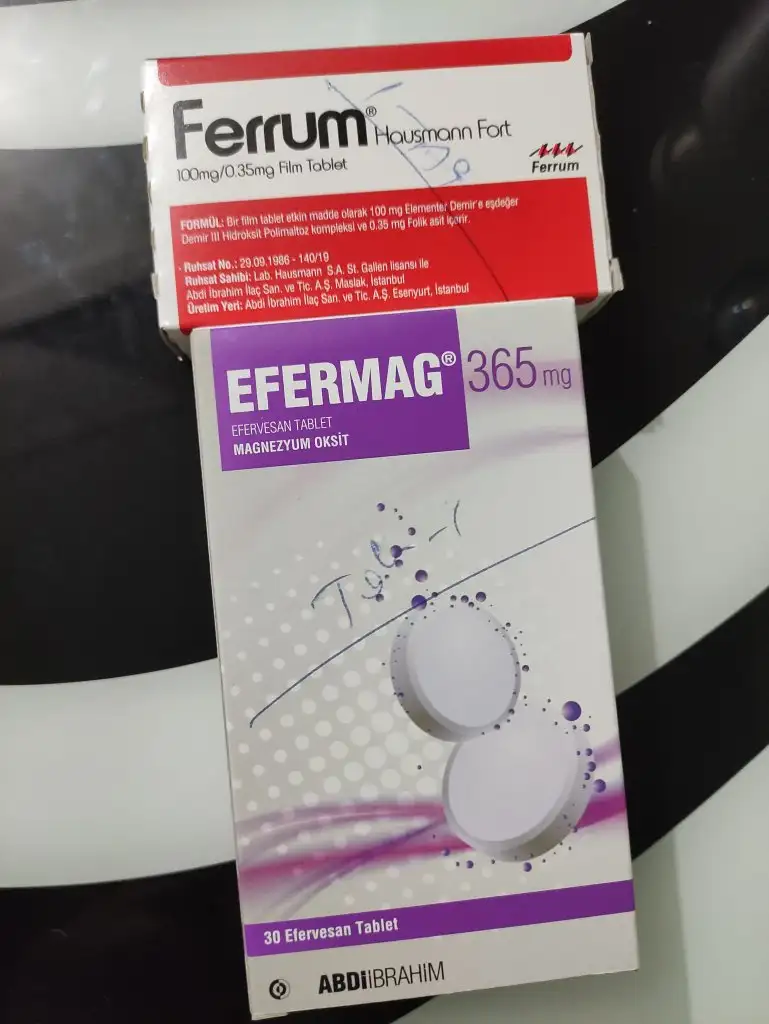 Ferrum® Hausmann Fort
100mg/0.35mg Film Tablet
Ferrum
FORMÜL: Bir film tablet etkin madde olarak 100 mg Elementer Demir'e eşdeğer
Demir III Hidroksit Polimaltoz kompleksi ve 0.35 mg Folik asit içerir.
Ruhsat No.: 29.09.1986 - 140/19
Ruhsat Sahibi: Lab. Hausmann S.A. St. Gallen lisansı ile
Abdi İbrahim İlaç San. ve Tic. A.Ş. Maslak, İstanbul
Üretim Yeri: Abdi İbrahim İlaç San. ve Tic. A.Ş. Esenyurt, İstanbul
EFERMAG® 365 mg
EFERVESAN TABLET
MAGNEZYUM OKSİT
30 Efervesan Tablet
ABDİ İBRAHİM